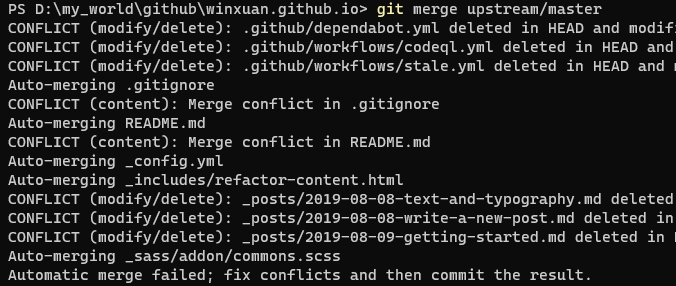 PS D:\my_world\github\winxuan.github.io> git merge upstream/master
CONFLICT (modify/delete): .github/dependabot.yml deleted in HEAD and modifi
CONFLICT (modify/delete): .github/workflows/codeql.yml deleted in HEAD and
CONFLICT (modify/delete): .github/workflows/stale.yml deleted in HEAD and m
Auto-merging .gitignore
CONFLICT (content): Merge conflict in .gitignore
Auto-merging README.md
CONFLICT (content): Merge conflict in README.md
Auto-merging _config.yml
Auto-merging _includes/refactor-content.html
CONFLICT (modify/delete): _posts/2019-08-08-text-and-typography.md deleted
CONFLICT (modify/delete): _posts/2019-08-08-write-a-new-post.md deleted in
CONFLICT (modify/delete): _posts/2019-08-09-getting-started.md deleted in
Auto-merging _sass/addon/commons.scss
Automatic merge failed; fix conflicts and then commit the result.